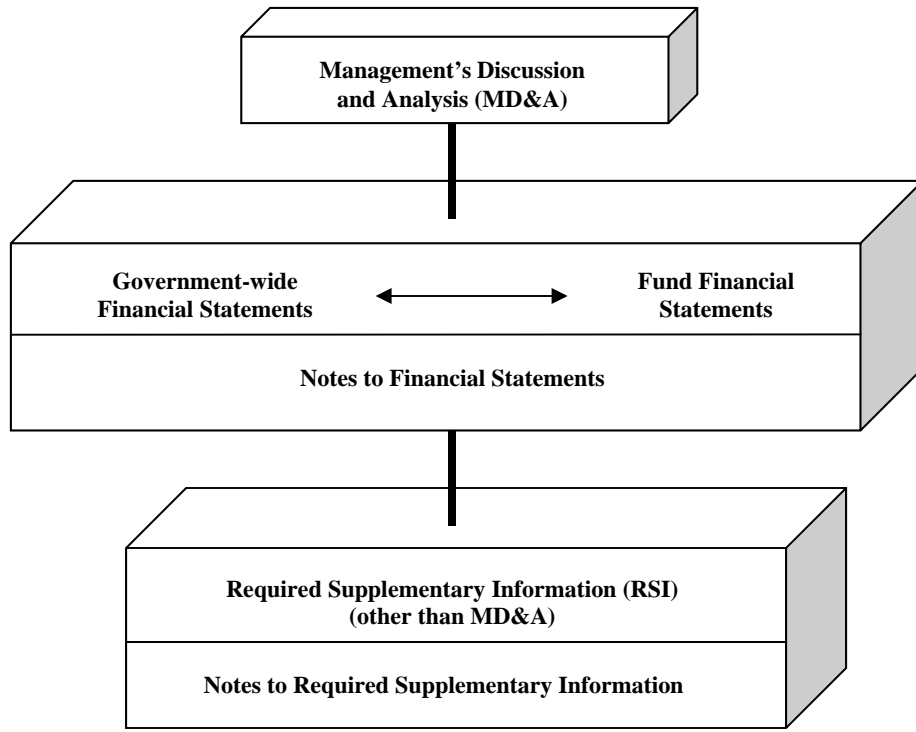 Management’s Discussion
and Analysis (MD&A)
Government-wide
Financial Statements
Fund Financial
Statements
Notes to Financial Statements
Required Supplementary Information (RSI)
(other than MD&A)
Notes to Required Supplementary Information